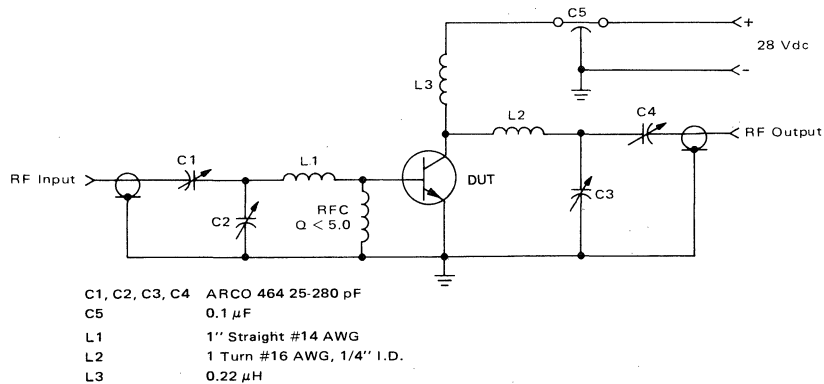 C5
+
28 Vdc
-
L3
L2
C4
RF Output
C1
L1
RF Input
DUT
C2
RFC
Q < 5.0
C3
C1, C2, C3, C4 ARCO 464 25-280 pF
C5 0.1 μF
L1 1'' Straight #14 AWG
L2 1 Turn #16 AWG, 1/4'' I.D.
L3 0.22 μH